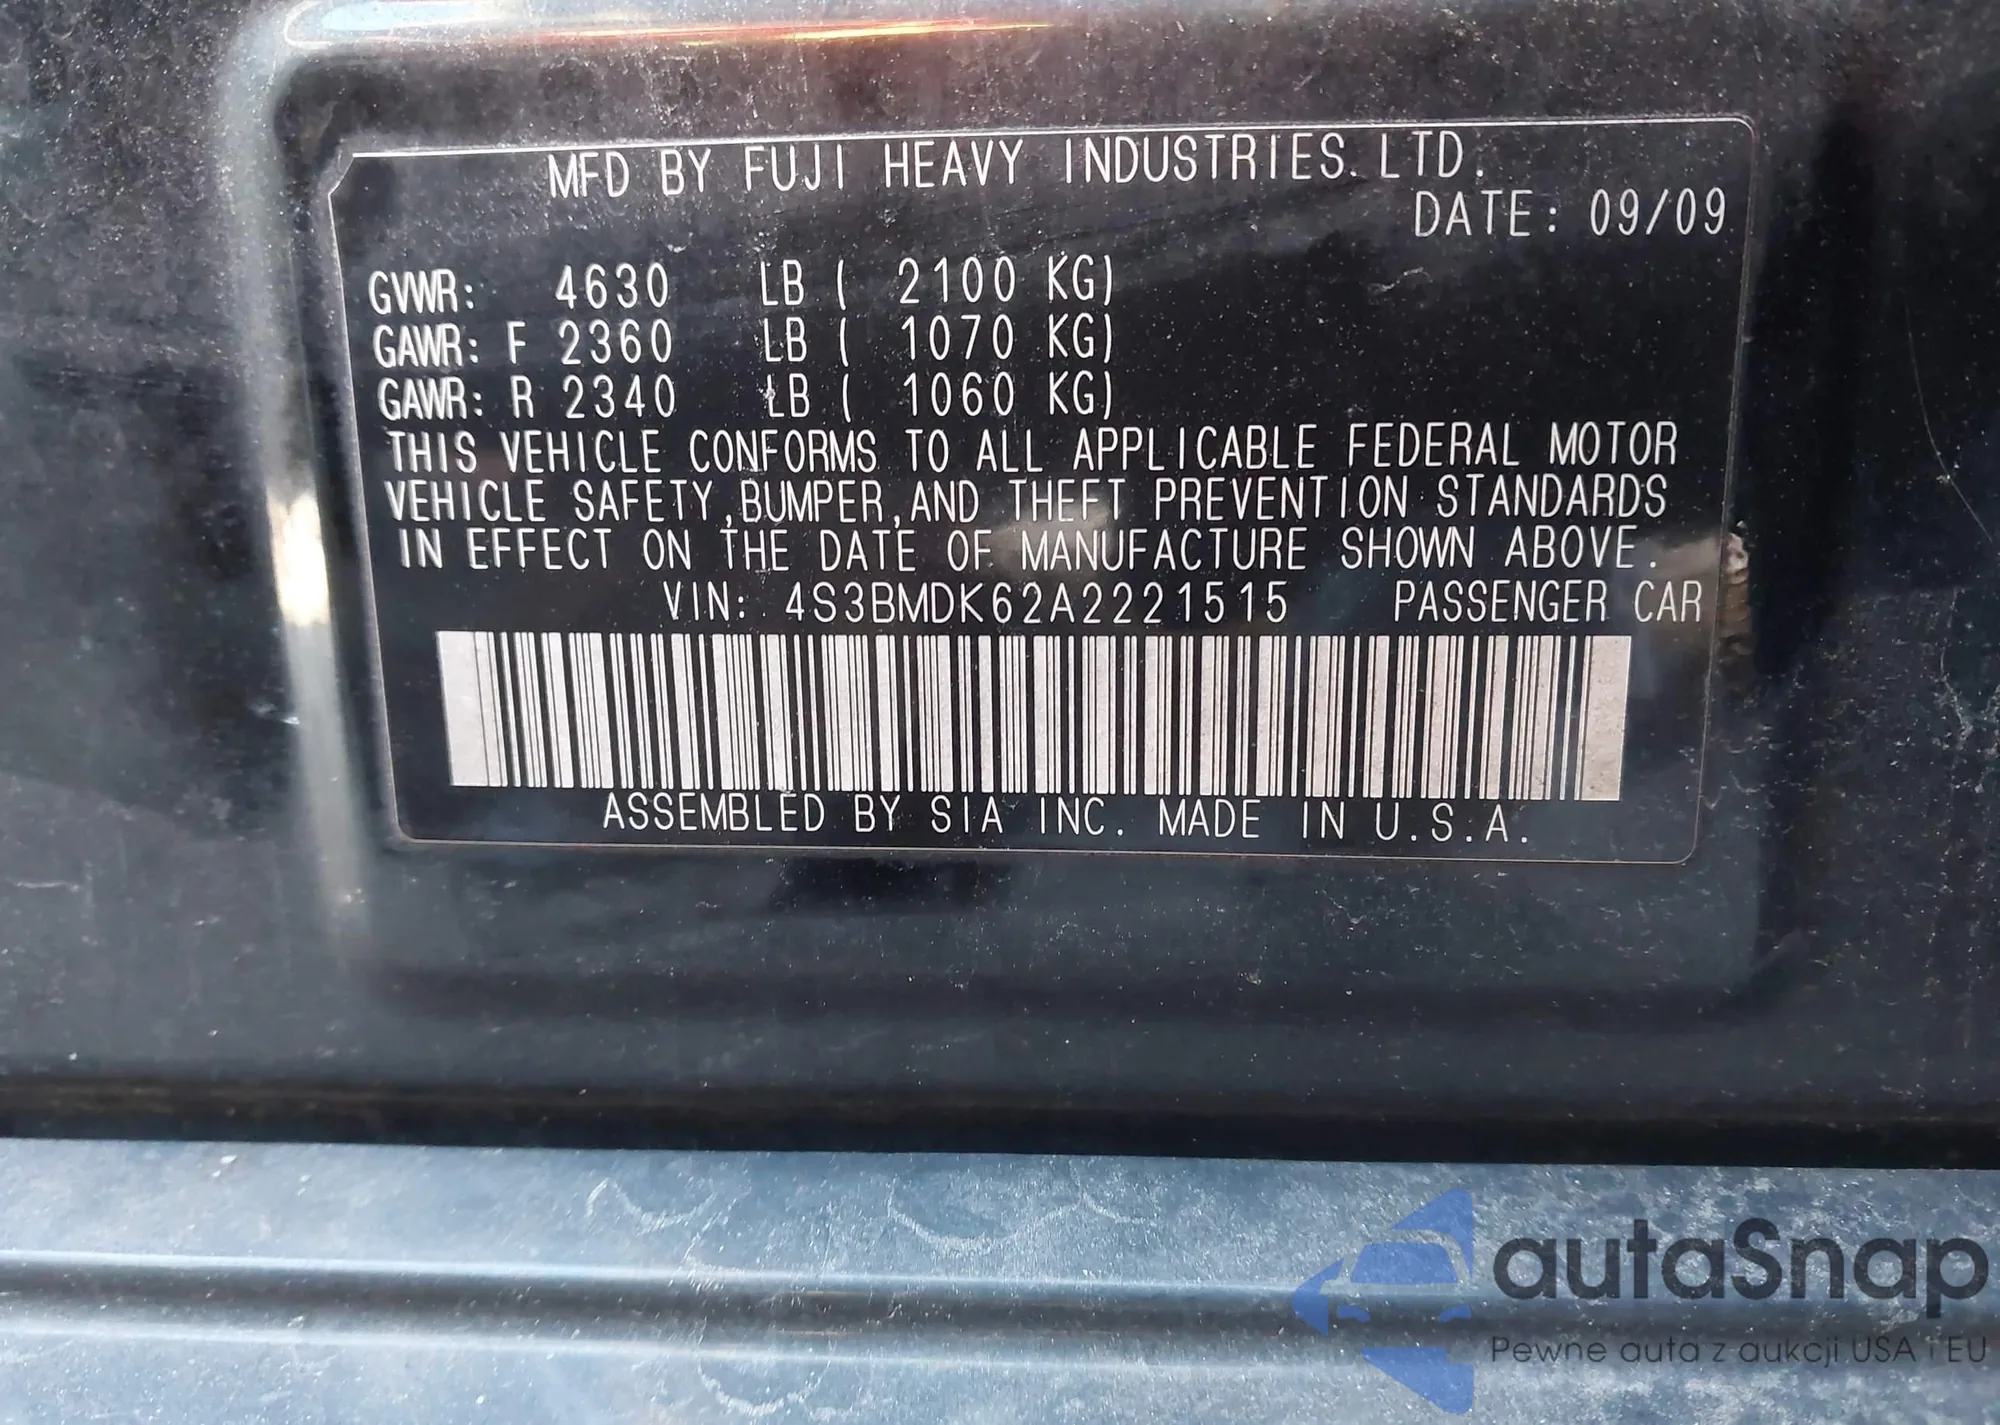 MFD BY FUJI HEAVY INDUSTRIES.LTD.
DATE: 09/09
GVWR: 4630 LB ( 2100 KG)
GAWR: F 2360 LB ( 1070 KG)
GAWR: R 2340 LB ( 1060 KG)
THIS VEHICLE CONFORMS TO ALL APPLICABLE FEDERAL MOTOR
VEHICLE SAFETY,BUMPER,AND THEFT PREVENTION STANDARDS
IN EFFECT ON THE DATE OF MANUFACTURE SHOWN ABOVE.
VIN: 4S3BMDK62A2221515 PASSENGER CAR
ASSEMBLED BY SIA INC. MADE IN U.S.A.
autaSnap
Pewne auta z aukcji USA i EU